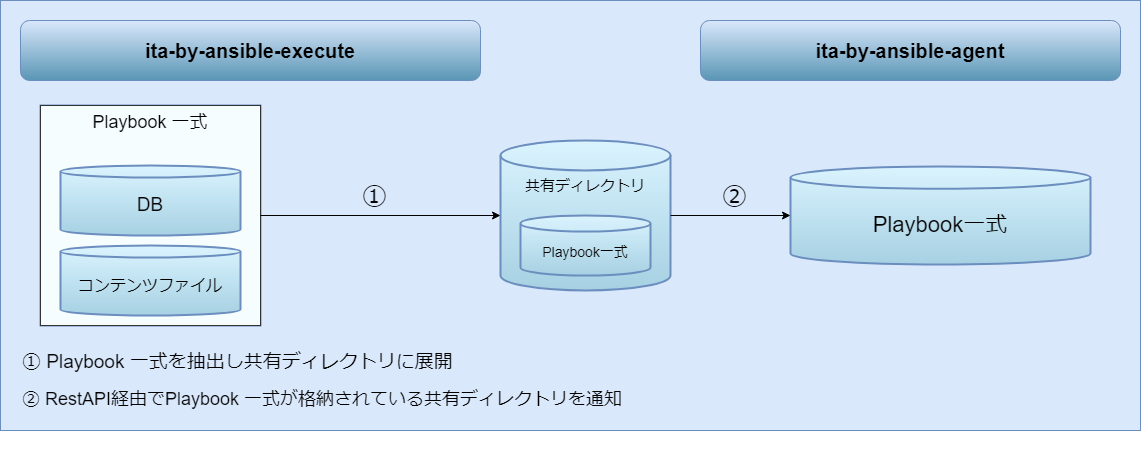 ita-by-ansible-execute
ita-by-ansible-agent
Playbook 一式
DB
コンテンツファイル
①
共有ディレクトリ
Playbook一式
②
Playbook一式
① Playbook 一式を抽出し共有ディレクトリに展開
② RestAPI経由でPlaybook 一式が格納されている共有ディレクトリを通知